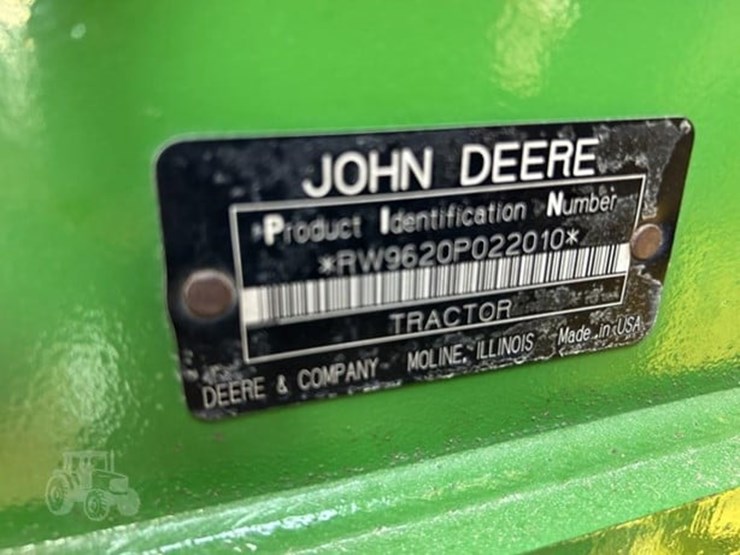 JOHN DEERE
Product Identification Number
*RW9620P022010*
TRACTOR
DEERE & COMPANY MOLINE, ILLINOIS Made in USA